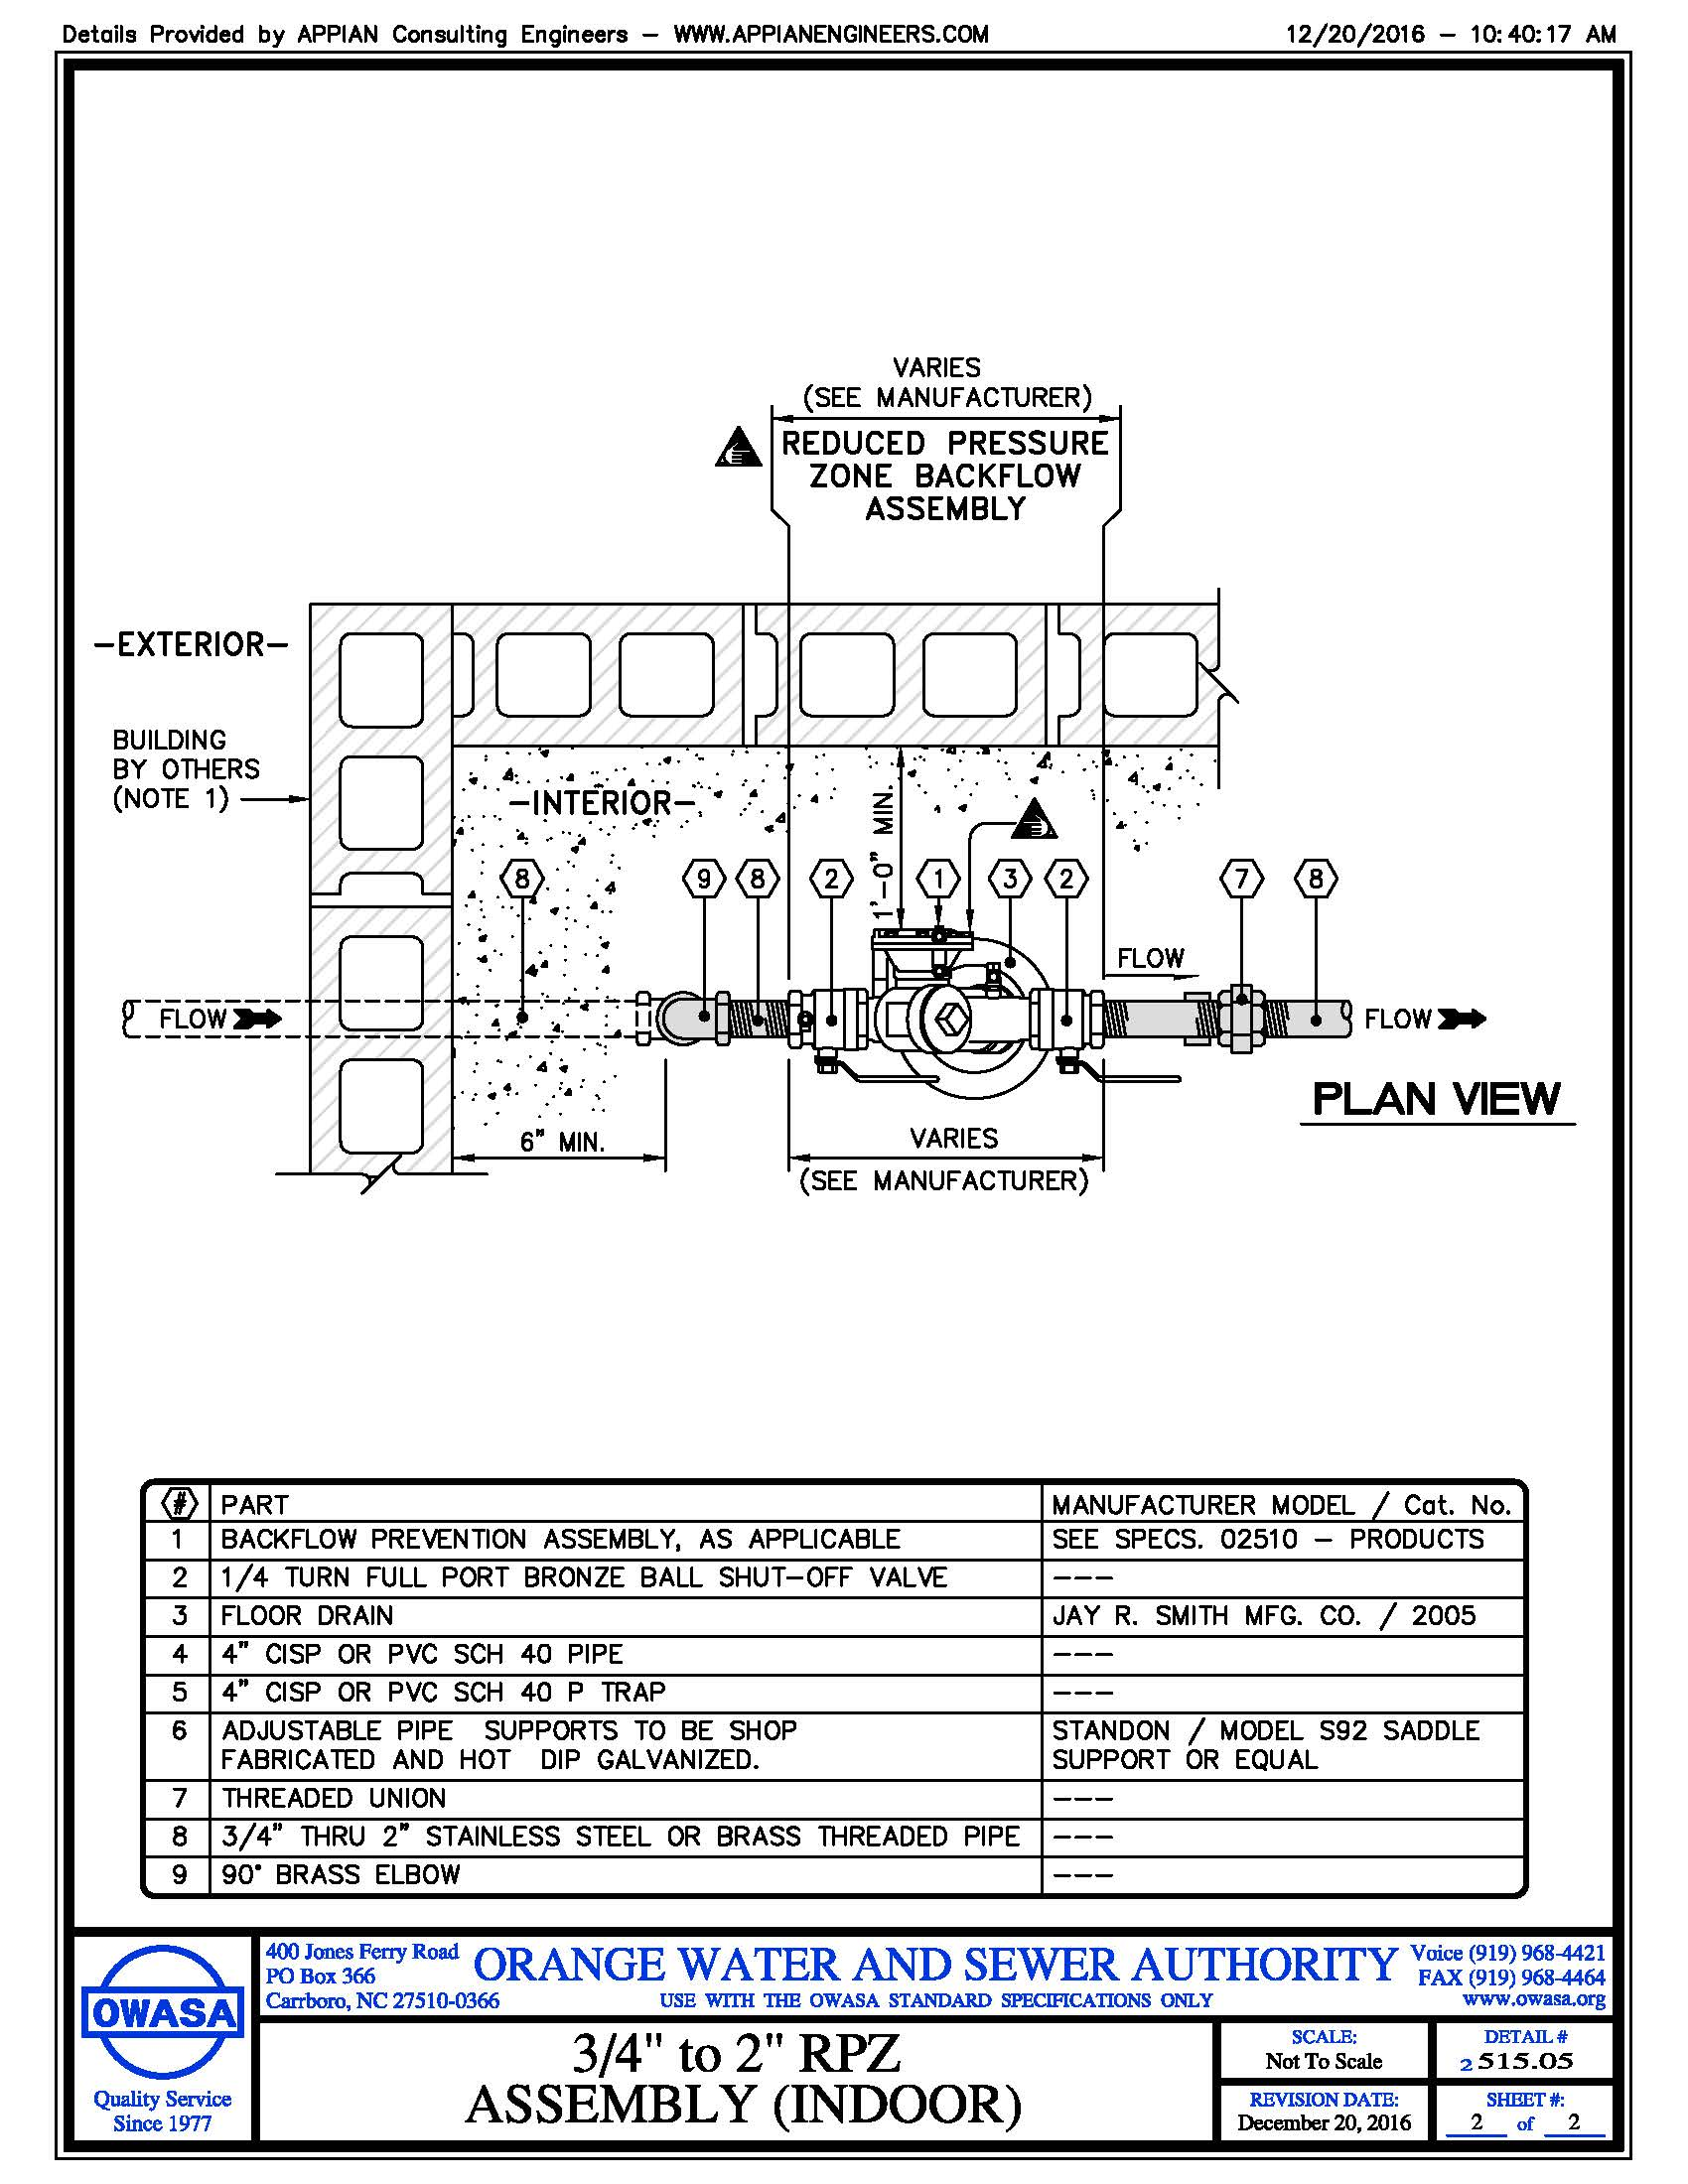 Details Provided by APPIAN Consulting Engineers – WWW.APPIANENGINEERS.COM
12/20/2016 – 10:40:17 AM
VARIES
(SEE MANUFACTURER)
REDUCED PRESSURE
ZONE BACKFLOW
ASSEMBLY
–EXTERIOR–
BUILDING
BY OTHERS
(NOTE 1)
–INTERIOR–
1'-0" MIN.
8
9
8
2
1
3
2
7
8
FLOW
FLOW
FLOW
PLAN VIEW
6" MIN.
VARIES
(SEE MANUFACTURER)
# PART MANUFACTURER MODEL / Cat. No.
1 BACKFLOW PREVENTION ASSEMBLY, AS APPLICABLE SEE SPECS. 02510 – PRODUCTS
2 1/4 TURN FULL PORT BRONZE BALL SHUT-OFF VALVE ---
3 FLOOR DRAIN JAY R. SMITH MFG. CO. / 2005
4 4" CISP OR PVC SCH 40 PIPE ---
5 4" CISP OR PVC SCH 40 P TRAP ---
6 ADJUSTABLE PIPE SUPPORTS TO BE SHOP STANDON / MODEL S92 SADDLE
FABRICATED AND HOT DIP GALVANIZED. SUPPORT OR EQUAL
7 THREADED UNION ---
8 3/4" THRU 2" STAINLESS STEEL OR BRASS THREADED PIPE ---
9 90° BRASS ELBOW ---
OWASA
Quality Service
Since 1977
400 Jones Ferry Road
PO Box 366
Carrboro, NC 27510-0366
ORANGE WATER AND SEWER AUTHORITY
USE WITH THE OWASA STANDARD SPECIFICATIONS ONLY
Voice (919) 968-4421
FAX (919) 968-4464
www.owasa.org
3/4" to 2" RPZ
ASSEMBLY (INDOOR)
SCALE:
Not To Scale
DETAIL #
2 515.05
REVISION DATE:
December 20, 2016
SHEET #:
2 of 2